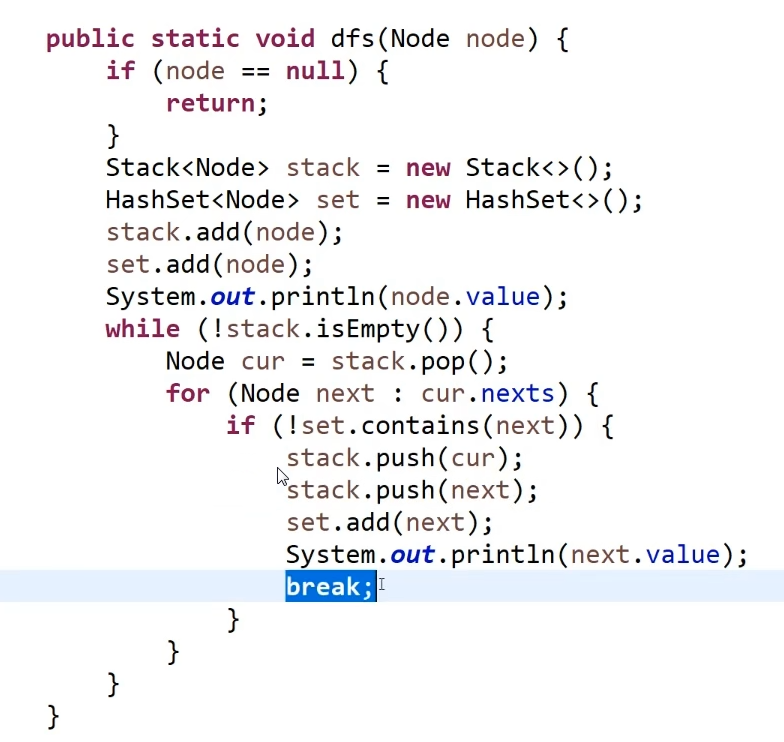 public static void dfs(Node node) {
    if (node == null) {
        return;
    }
    Stack<Node> stack = new Stack<>();
    HashSet<Node> set = new HashSet<>();
    stack.add(node);
    set.add(node);
    System.out.println(node.value);
    while (!stack.isEmpty()) {
        Node cur = stack.pop();
        for (Node next : cur.nexts) {
            if (!set.contains(next)) {
                stack.push(cur);
                stack.push(next);
                set.add(next);
                System.out.println(next.value);
                break;
            }
        }
    }
}